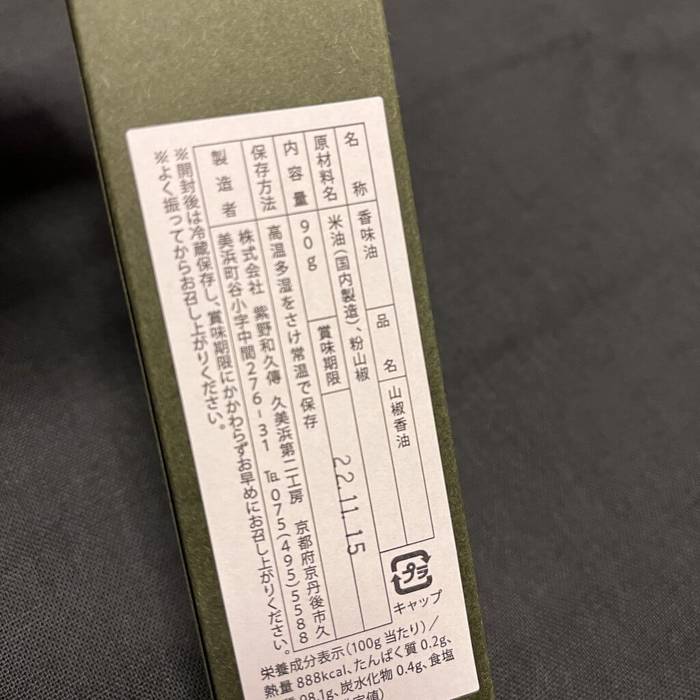 名称 香味油 品名 山椒香油
原材料名 米油(国内製造)、粉山椒
内容量 90g 賞味期限 22.11.15
保存方法 高温多湿をさけ常温で保存
製造者 株式会社 紫野和久傳 久美浜第二工房 京都府京丹後市久
美浜町谷小字中間276-31 ℡075(495)5588
※開封後は冷蔵保存し、賞味期限にかかわらずお早めにお召し上がりください。
※よく振ってからお召し上がりください。
プラ
キャップ
栄養成分表示(100g当たり)/
熱量 888kcal、たんぱく質 0.2g、
98.1g、炭水化物 0.4g、食塩